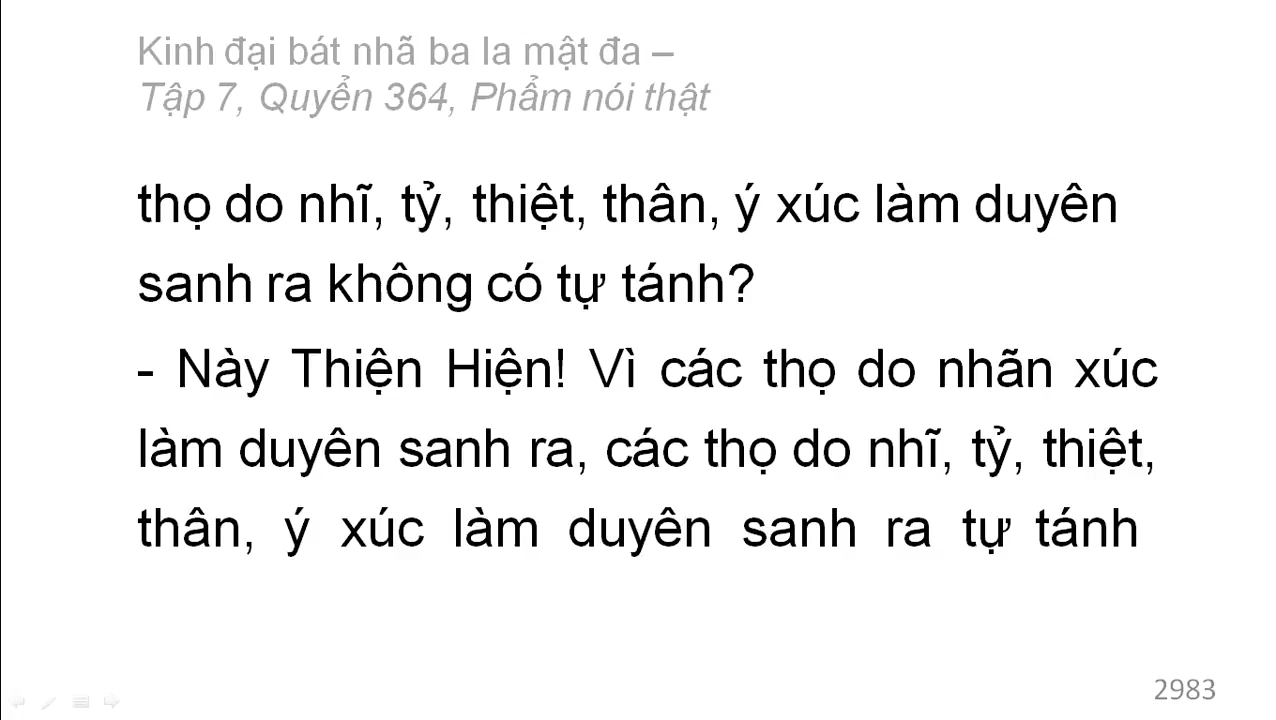 Kinh đại bát nhã ba la mật đa –
Tập 7, Quyển 364, Phẩm nói thật
thọ do nhĩ, tỷ, thiệt, thân, ý xúc làm duyên
sanh ra không có tự tánh?
- Này Thiện Hiện! Vì các thọ do nhãn xúc
làm duyên sanh ra, các thọ do nhĩ, tỷ, thiệt,
thân, ý xúc làm duyên sanh ra tự tánh
2983